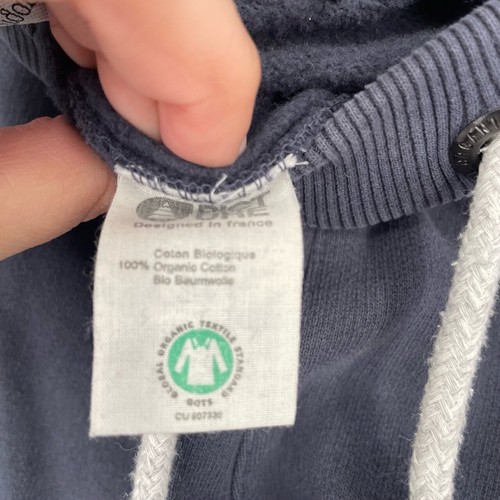 Designed in france
Coton Biologique
100% Organic Cotton
Bio Baumwolle
GLOBAL ORGANIC TEXTILE STANDARD
GOTS
CU 807330